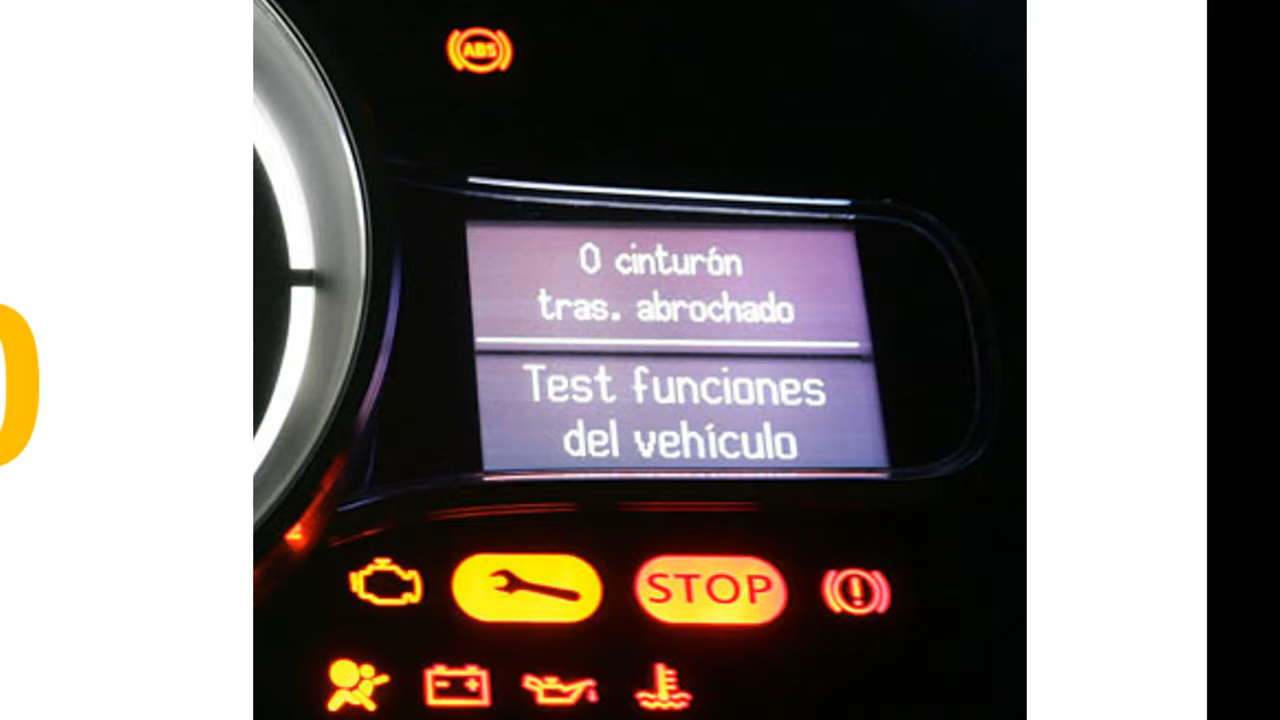 ABS
0 cinturón
tras. abrochado
Test funciones
del vehículo
STOP